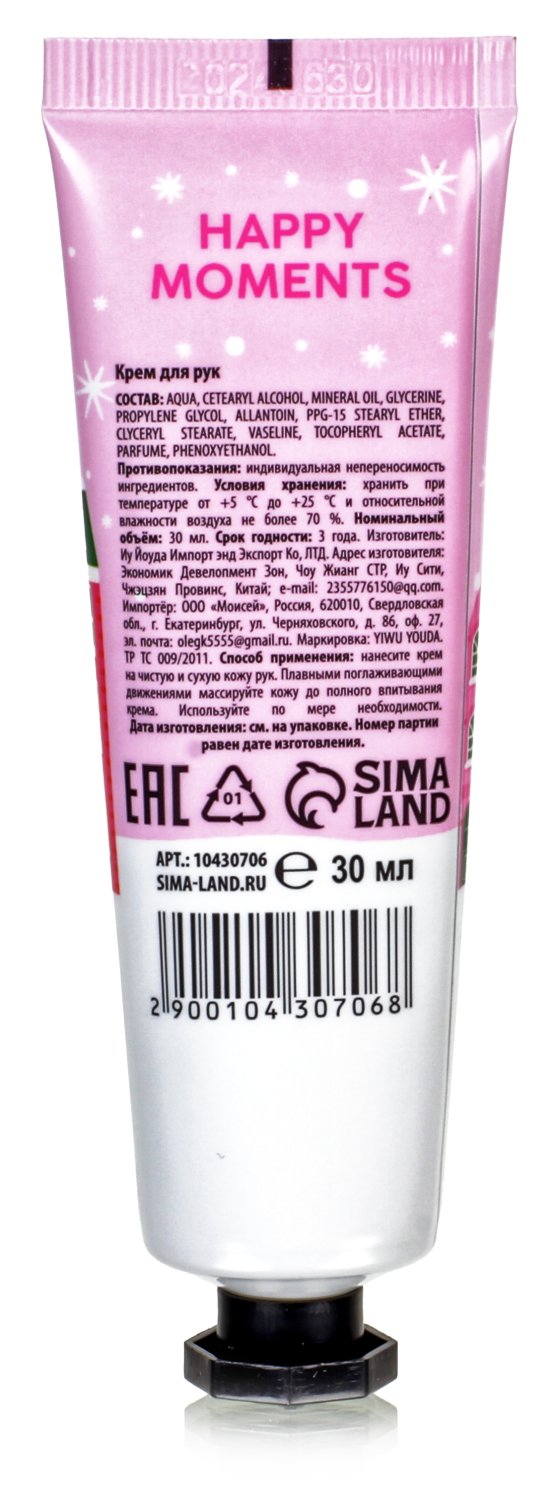 2024 630
HAPPY
MOMENTS
Крем для рук
СОСТАВ: AQUA, CETEARYL ALCOHOL, MINERAL OIL, GLYCERINE,
PROPYLENE GLYCOL, ALLANTOIN, PPG-15 STEARYL ETHER,
CLYCERYL STEARATE, VASELINE, TOCOPHERYL ACETATE,
PARFUME, PHENOXYETHANOL.
Противопоказания: индивидуальная непереносимость
ингредиентов. Условия хранения: хранить при
температуре от +5 °C до +25 °C и относительной
влажности воздуха не более 70 %. Номинальный
объём: 30 мл. Срок годности: 3 года. Изготовитель:
Иу Йоуда Импорт энд Экспорт Ко, ЛТД. Адрес изготовителя:
Экономик Девелопмент Зон, Чоу Жианг СТР, Иу Сити,
Чжэцзян Провинс, Китай; e-mail: 2355776150@qq.com.
Импортёр: ООО «Моисей», Россия, 620010, Свердловская
обл., г. Екатеринбург, ул. Черняховского, д. 86, оф. 27,
эл. почта: olegk5555@gmail.ru. Маркировка: YIWU YOUDA.
ТР ТС 009/2011. Способ применения: нанесите крем
на чистую и сухую кожу рук. Плавными поглаживающими
движениями массируйте кожу до полного впитывания
крема. Используйте по мере необходимости.
Дата изготовления: см. на упаковке. Номер партии
равен дате изготовления.
EAC 01 SIMA
LAND
АРТ.: 10430706
SIMA-LAND.RU e 30 мл
2 900104 307068